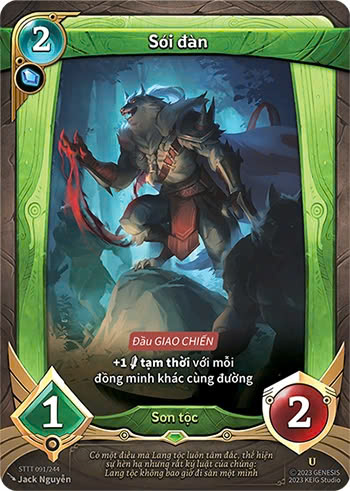 2
Sói đàn
Đầu GIAO CHIẾN
+1 tạm thời với mỗi
đồng minh khác cùng đường
1
Sơn tộc
2
Có một điều mà Lang tộc luôn tâm đắc, thể hiện
sự hèn hạ nhưng rất kỷ luật của chúng:
Lang tộc không bao giờ đi săn một mình
STTT 091/244
Jack Nguyễn
U
© 2023 GENESIS
2023 KEIG Studio